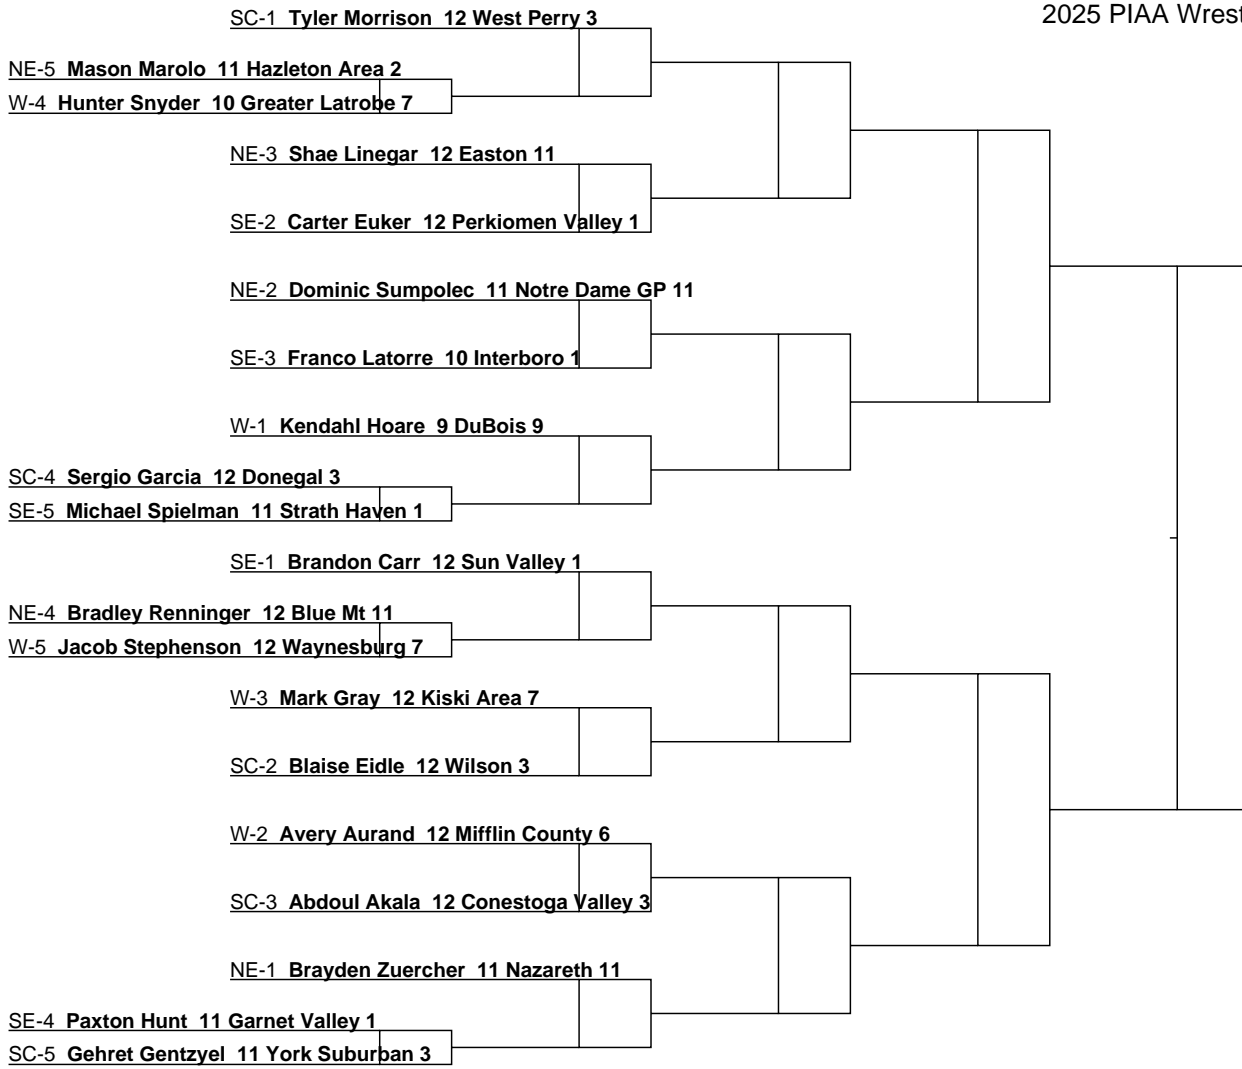 SC-1 Tyler Morrison 12 West Perry 3
2025 PIAA Wrest
NE-5 Mason Marolo 11 Hazleton Area 2
W-4 Hunter Snyder 10 Greater Latrobe 7
NE-3 Shae Linegar 12 Easton 11
SE-2 Carter Euker 12 Perkiomen Valley 1
NE-2 Dominic Sumpolec 11 Notre Dame GP 11
SE-3 Franco Latorre 10 Interboro 1
W-1 Kendahl Hoare 9 DuBois 9
SC-4 Sergio Garcia 12 Donegal 3
SE-5 Michael Spielman 11 Strath Haven 1
SE-1 Brandon Carr 12 Sun Valley 1
NE-4 Bradley Renninger 12 Blue Mt 11
W-5 Jacob Stephenson 12 Waynesburg 7
W-3 Mark Gray 12 Kiski Area 7
SC-2 Blaise Eidle 12 Wilson 3
W-2 Avery Aurand 12 Mifflin County 6
SC-3 Abdoul Akala 12 Conestoga Valley 3
NE-1 Brayden Zuercher 11 Nazareth 11
SE-4 Paxton Hunt 11 Garnet Valley 1
SC-5 Gehret Gentzyel 11 York Suburban 3